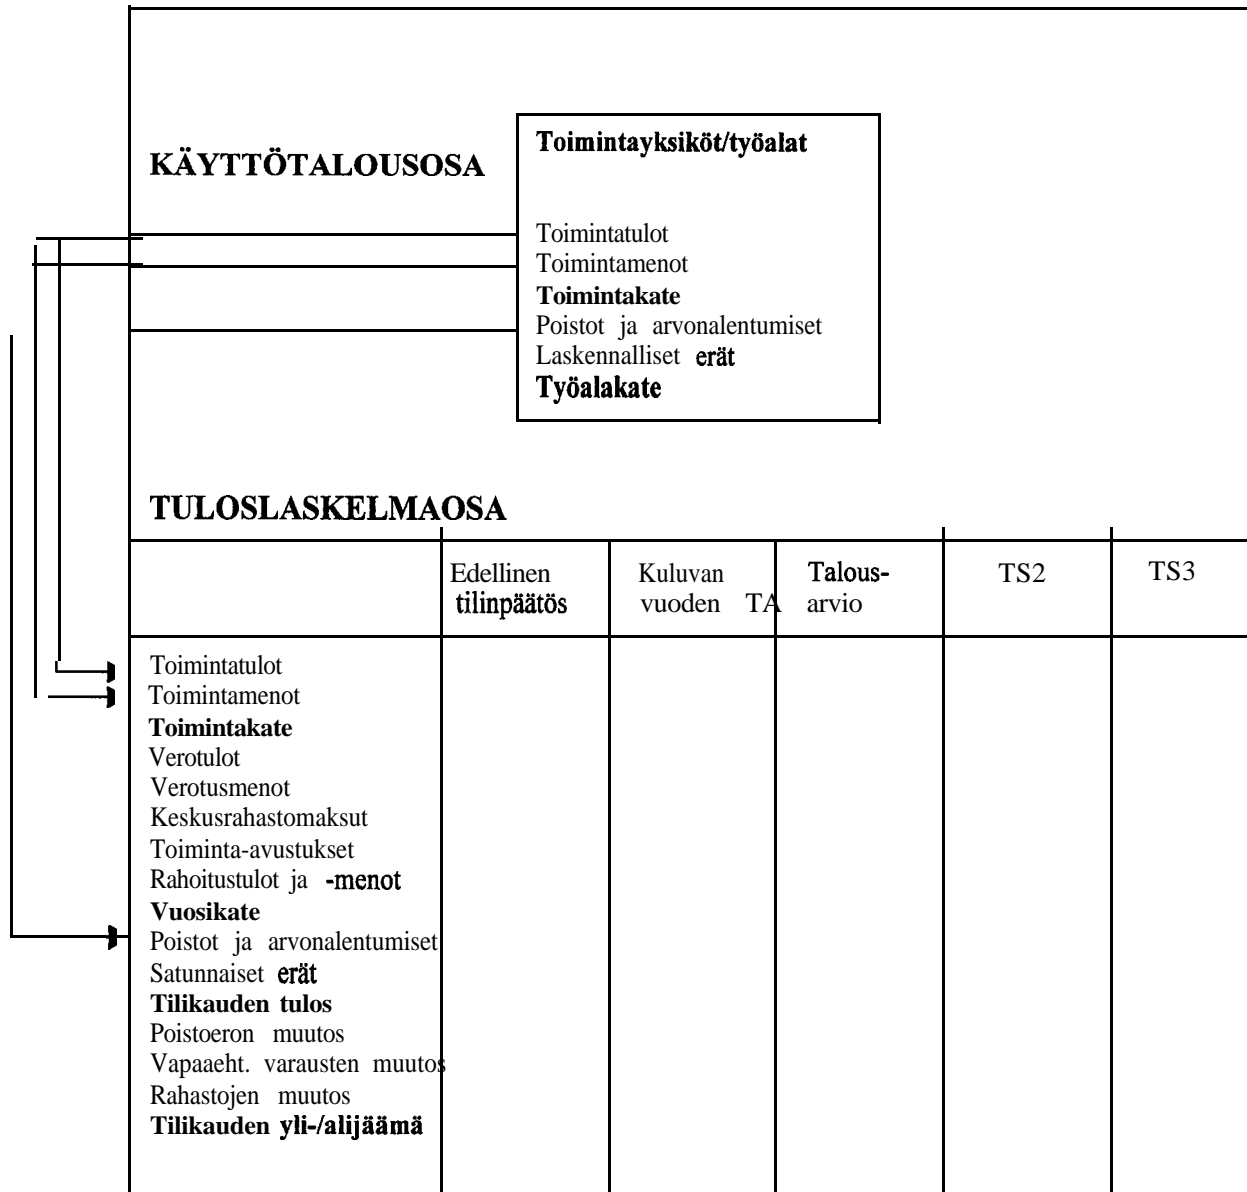 KÄYTTÖTALOUSOSA
Toimintayksiköt/työalat
Toimintatulot
Toimintamenot
Toimintakate
Poistot ja arvonalentumiset
Laskennalliset erät
Työalakate
TULOSLASKELMAOSA
Edellinen tilinpäätös
Kuluvan vuoden TA
Talous-
arvio
TS2
TS3
Toimintatulot
Toimintamenot
Toimintakate
Verotulot
Verotusmenot
Keskusrahastomaksut
Toiminta-avustukset
Rahoitustulot ja -menot
Vuosikate
Poistot ja arvonalentumiset
Satunnaiset erät
Tilikauden tulos
Poistoeron muutos
Vapaaeht. varausten muutos
Rahastojen muutos
Tilikauden yli-/alijäämä